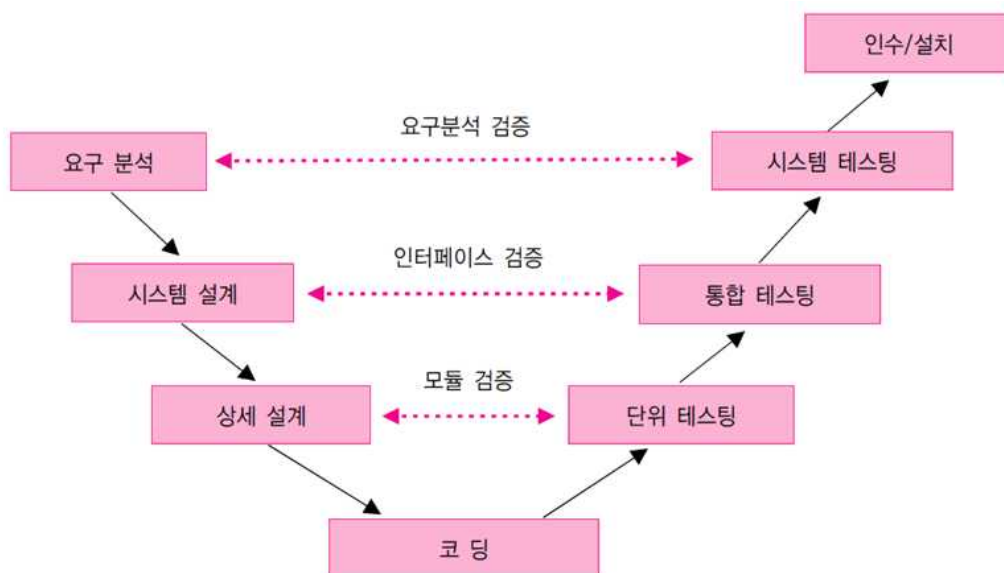 인수/설치
요구분석 검증
요구 분석
시스템 테스팅
인터페이스 검증
시스템 설계
통합 테스팅
모듈 검증
상세 설계
단위 테스팅
코 딩